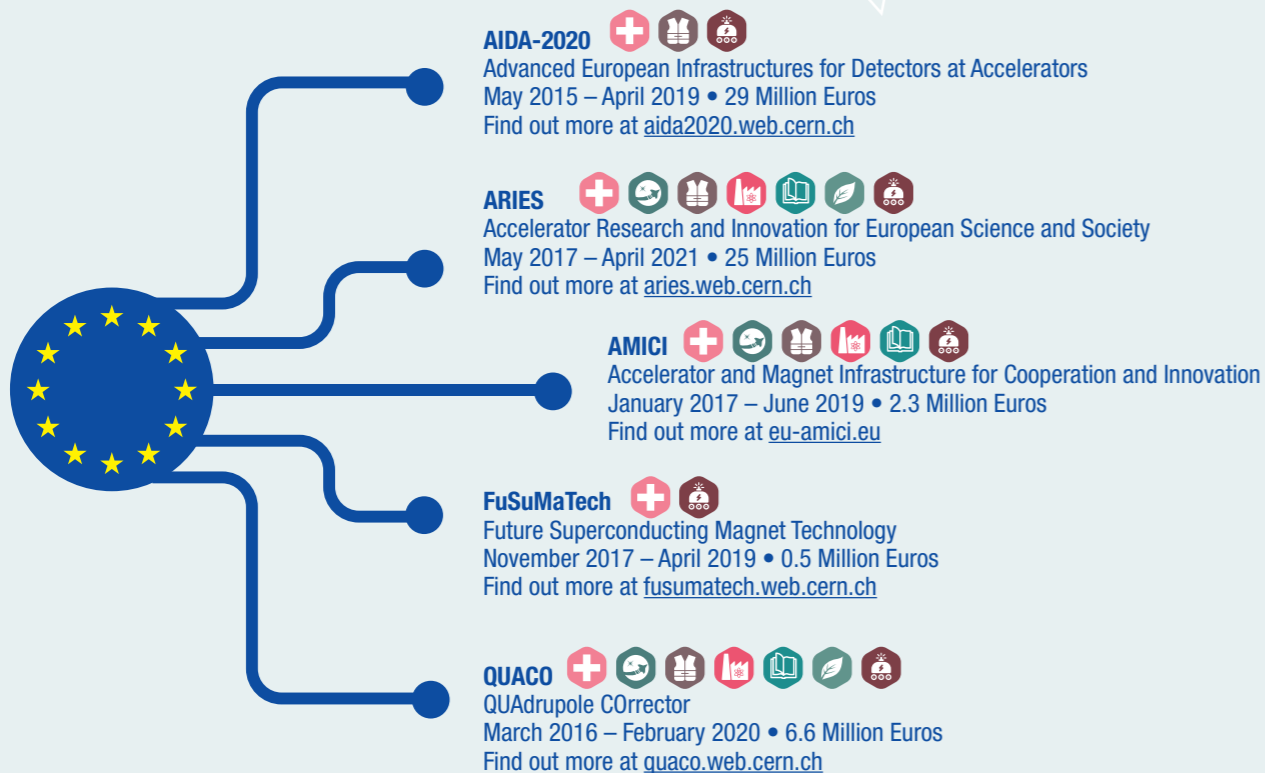 AIDA-2020
Advanced European Infrastructures for Detectors at Accelerators
May 2015 – April 2019 • 29 Million Euros
Find out more at aida2020.web.cern.ch
ARIES
Accelerator Research and Innovation for European Science and Society
May 2017 – April 2021 • 25 Million Euros
Find out more at aries.web.cern.ch
AMICI
Accelerator and Magnet Infrastructure for Cooperation and Innovation
January 2017 – June 2019 • 2.3 Million Euros
Find out more at eu-amici.eu
FuSuMaTech
Future Superconducting Magnet Technology
November 2017 – April 2019 • 0.5 Million Euros
Find out more at fusumatech.web.cern.ch
QUACO
QUAdrupole COrrector
March 2016 – February 2020 • 6.6 Million Euros
Find out more at quaco.web.cern.ch